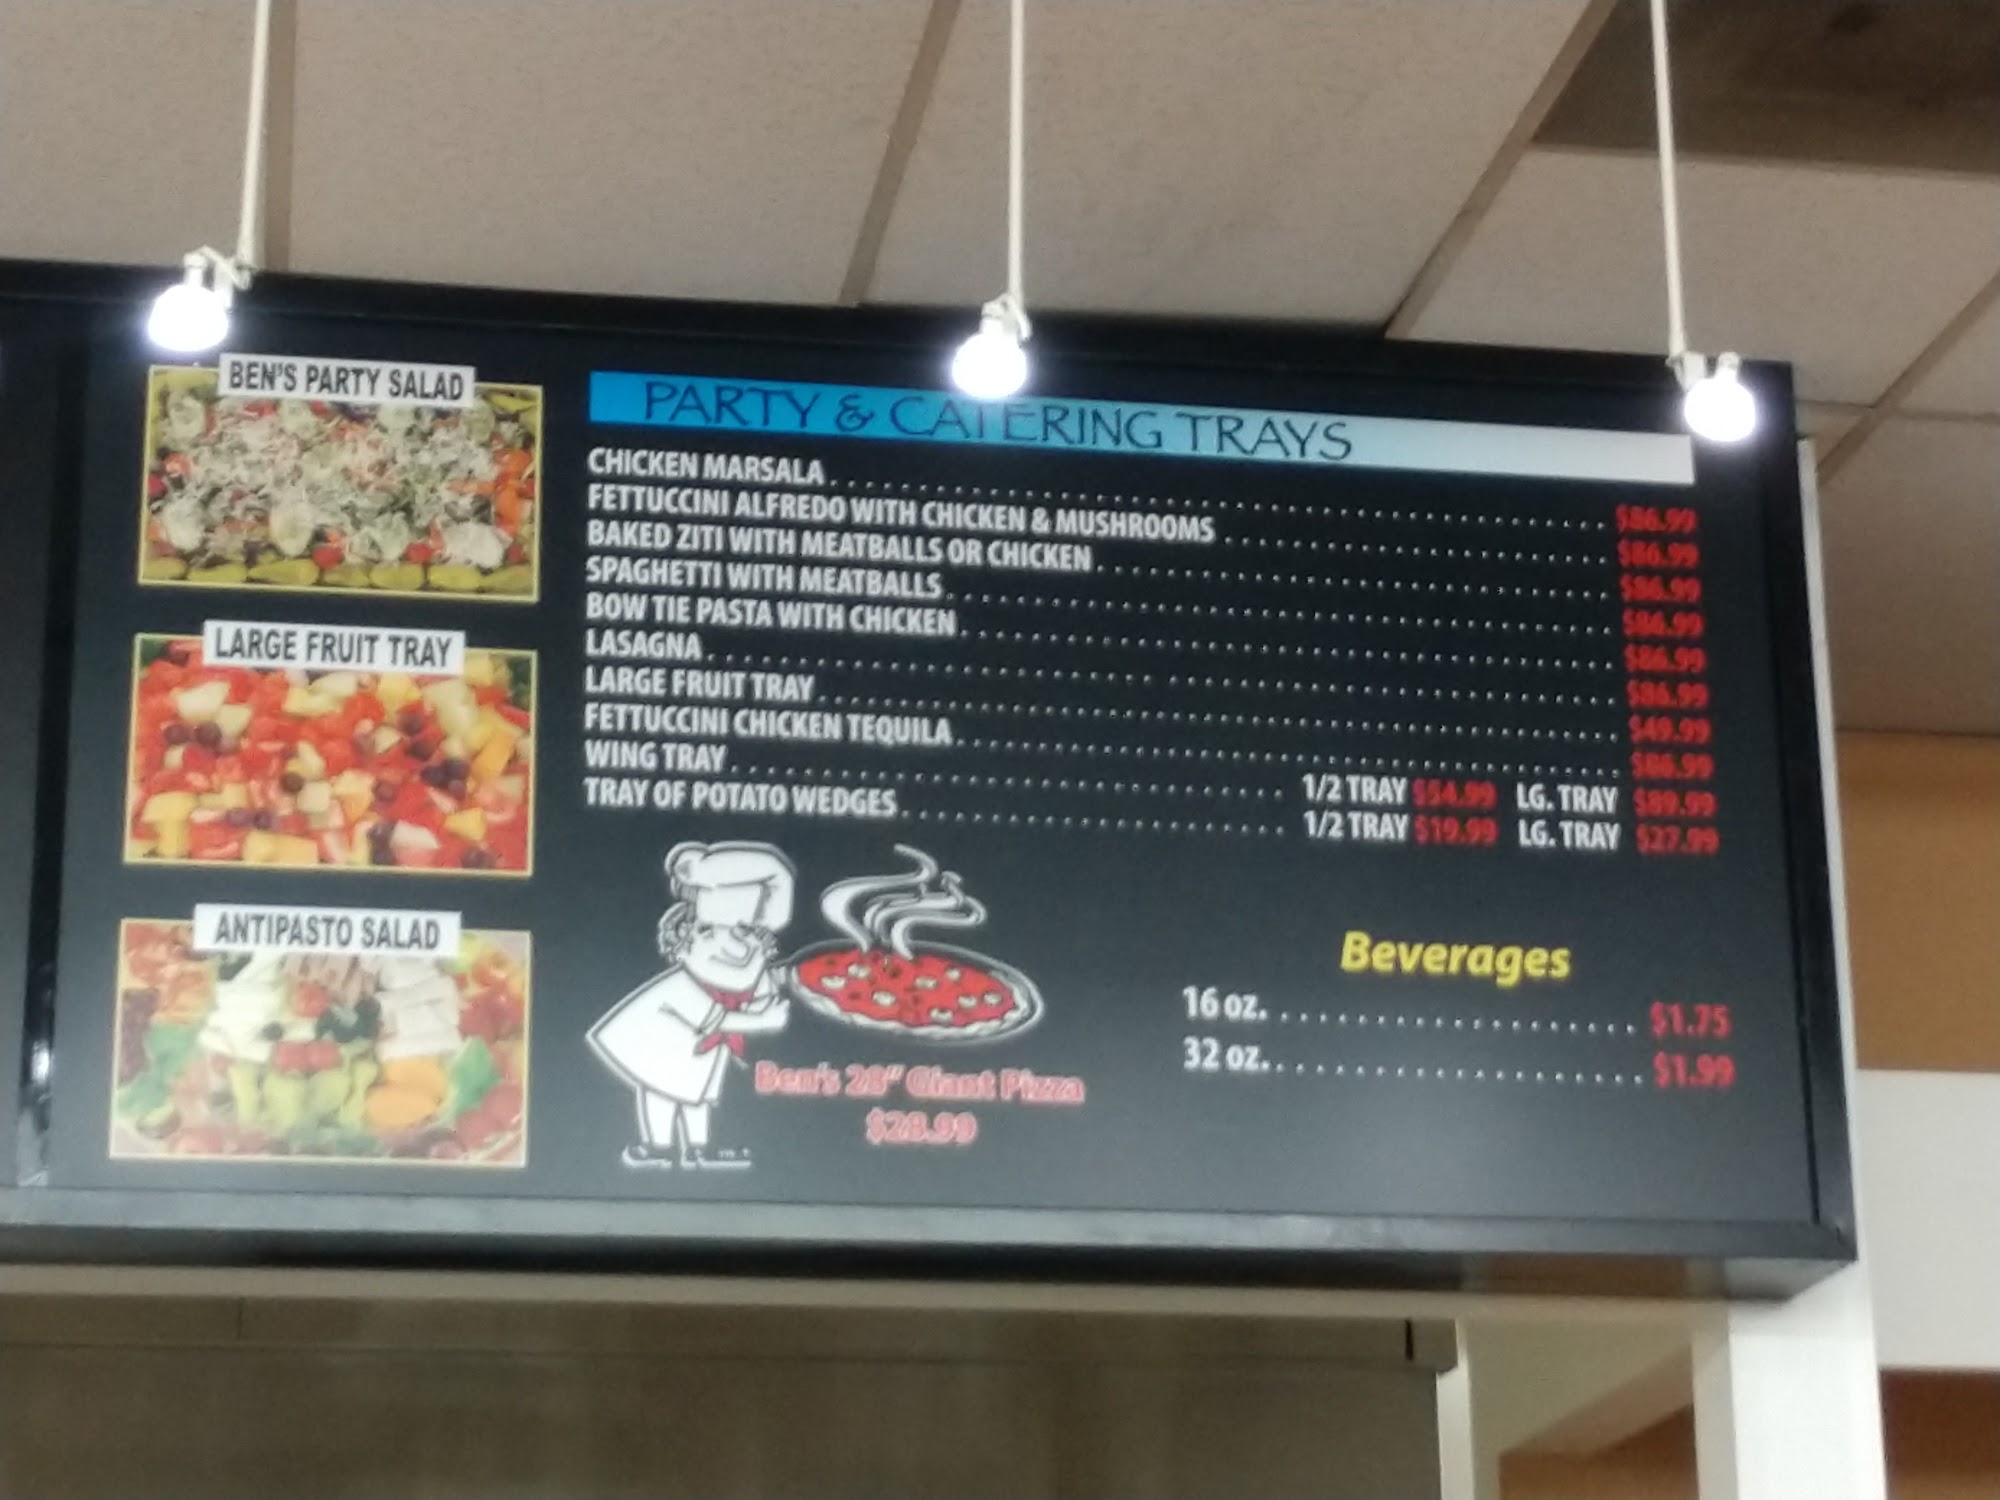 BEN'S PARTY SALAD
LARGE FRUIT TRAY
ANTIPASTO SALAD
PARTY & CATERING TRAYS
CHICKEN MARSALA $86.99
FETTUCCINI ALFREDO WITH CHICKEN & MUSHROOMS $86.99
BAKED ZITI WITH MEATBALLS OR CHICKEN $86.99
SPAGHETTI WITH MEATBALLS $86.99
BOW TIE PASTA WITH CHICKEN $86.99
LASAGNA $86.99
LARGE FRUIT TRAY $49.99
FETTUCCINI CHICKEN TEQUILA $86.99
WING TRAY 1/2 TRAY $54.99 LG. TRAY $89.99
TRAY OF POTATO WEDGES 1/2 TRAY $19.99 LG. TRAY $27.99
Ben's 28" Giant Pizza
$28.99
Beverages
16 oz. $1.75
32 oz. $1.99